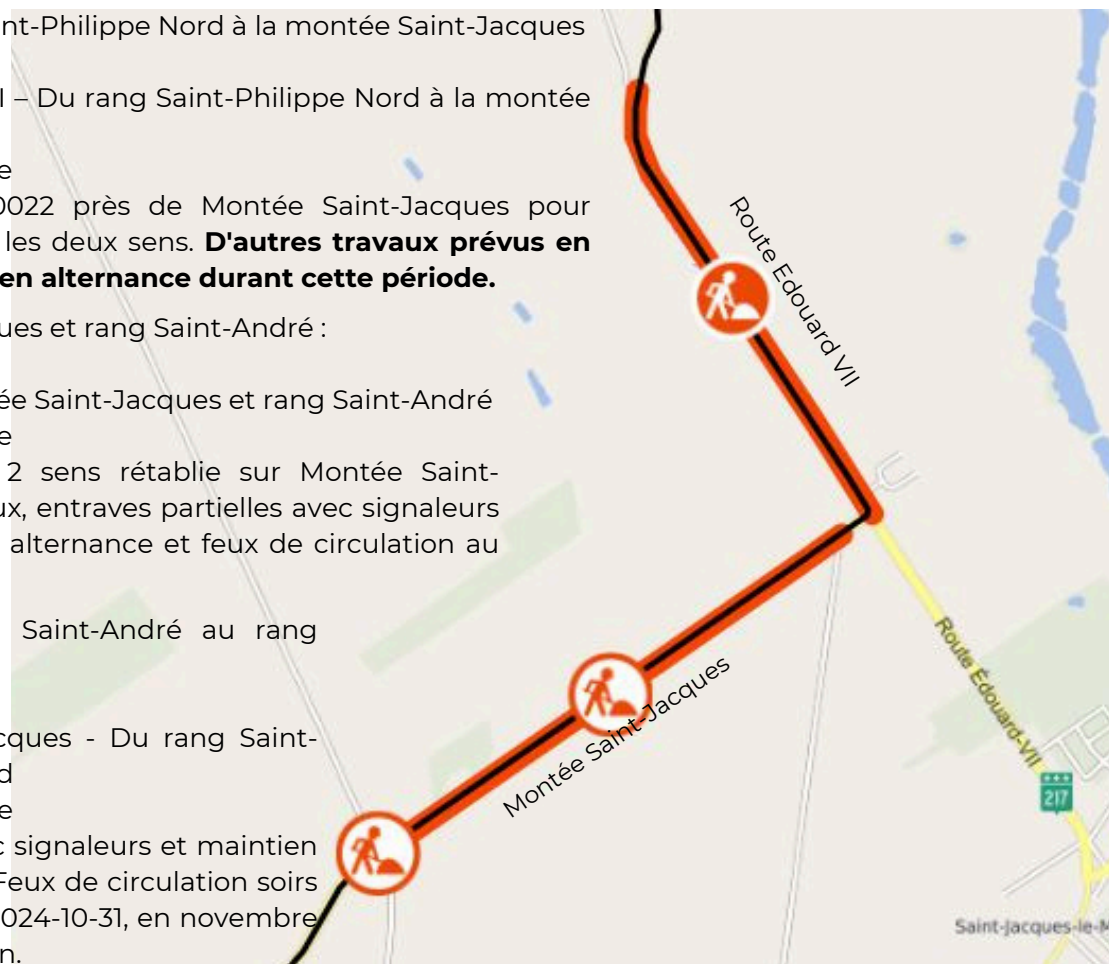 nt-Philippe Nord à la montée Saint-Jacques
I – Du rang Saint-Philippe Nord à la montée
e
0022 près de Montée Saint-Jacques pour
les deux sens. D'autres travaux prévus en
en alternance durant cette période.
ues et rang Saint-André :
ée Saint-Jacques et rang Saint-André
e
2 sens rétablie sur Montée Saint-
ux, entraves partielles avec signaleurs
alternance et feux de circulation au
Saint-André au rang
cques - Du rang Saint-
d
e
c signaleurs et maintien
Feux de circulation soirs
2024-10-31, en novembre
n.
Route Edouard VII
Montée Saint-Jacques
Route Édouard-VII
217
Saint-Jacques-le-M